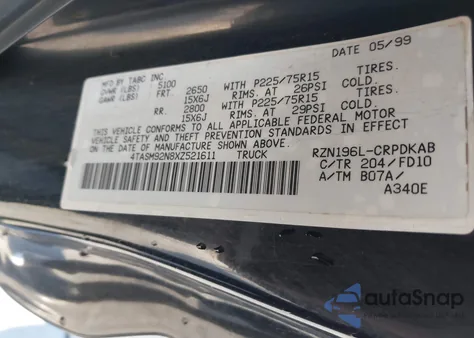 MFD BY: TABC INC DATE 05/99
GVWR (LBS) 5100 WITH P225/75R15 TIRES.
GAWR (LBS) FRT. 2650 RIMS. AT 26PSI COLD.
15X6J WITH P225/75R15 TIRES.
RR. 2800 RIMS. AT 29PSI COLD.
15X6J
THIS VEHICLE CONFORMS TO ALL APPLICABLE FEDERAL MOTOR
VEHICLE SAFETY STANDARDS IN EFFECT ON THE DATE OF
MANUFACTURE SHOWN ABOVE.
4TASM92N8XZ521611 TRUCK RZN196L-CRPDKAB
C/TR 204/FD10
A/TM B07A/
A340E
autoSnap